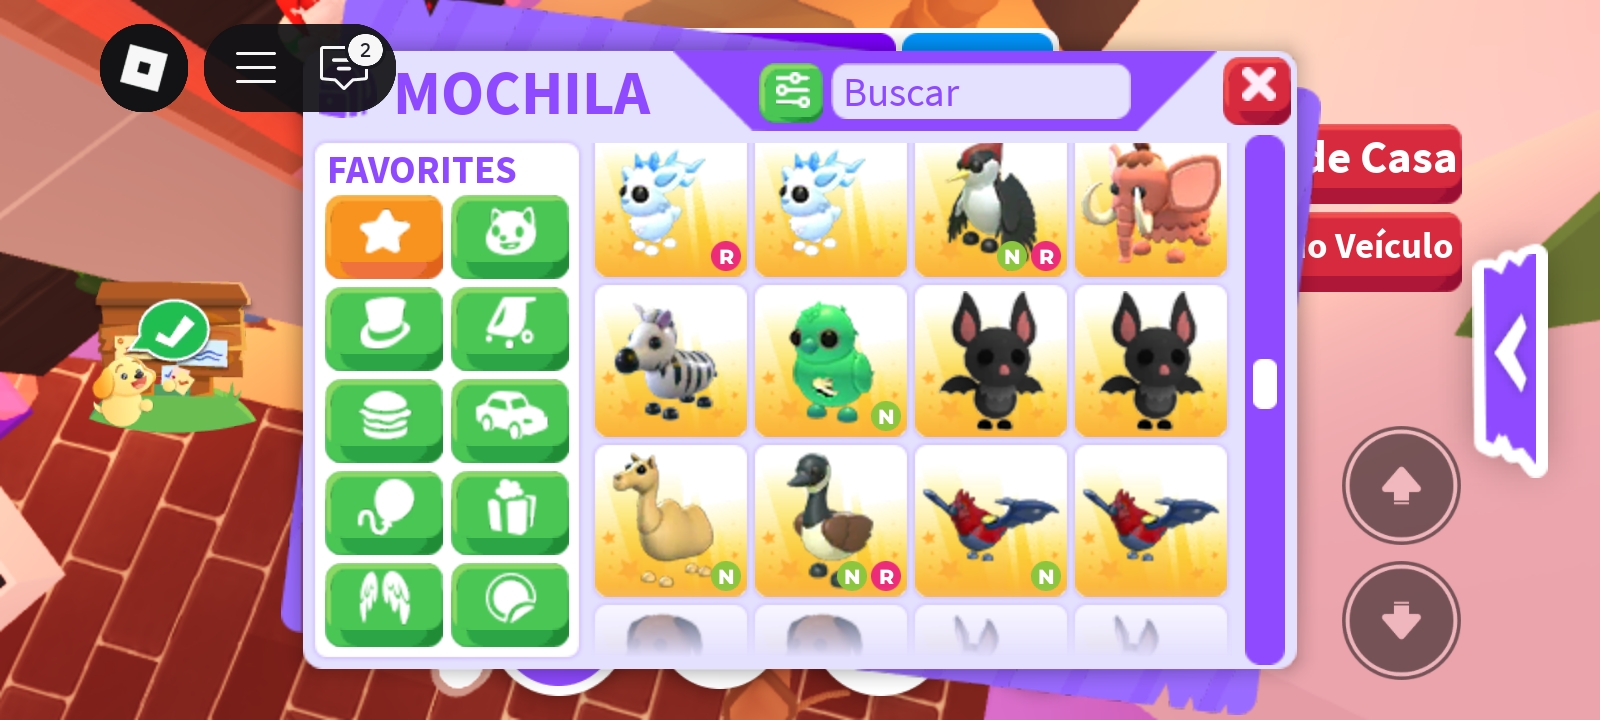 2
MOCHILA
Buscar
FAVORITES
de Casa
o Veículo
R
N R
N
N
N R
N